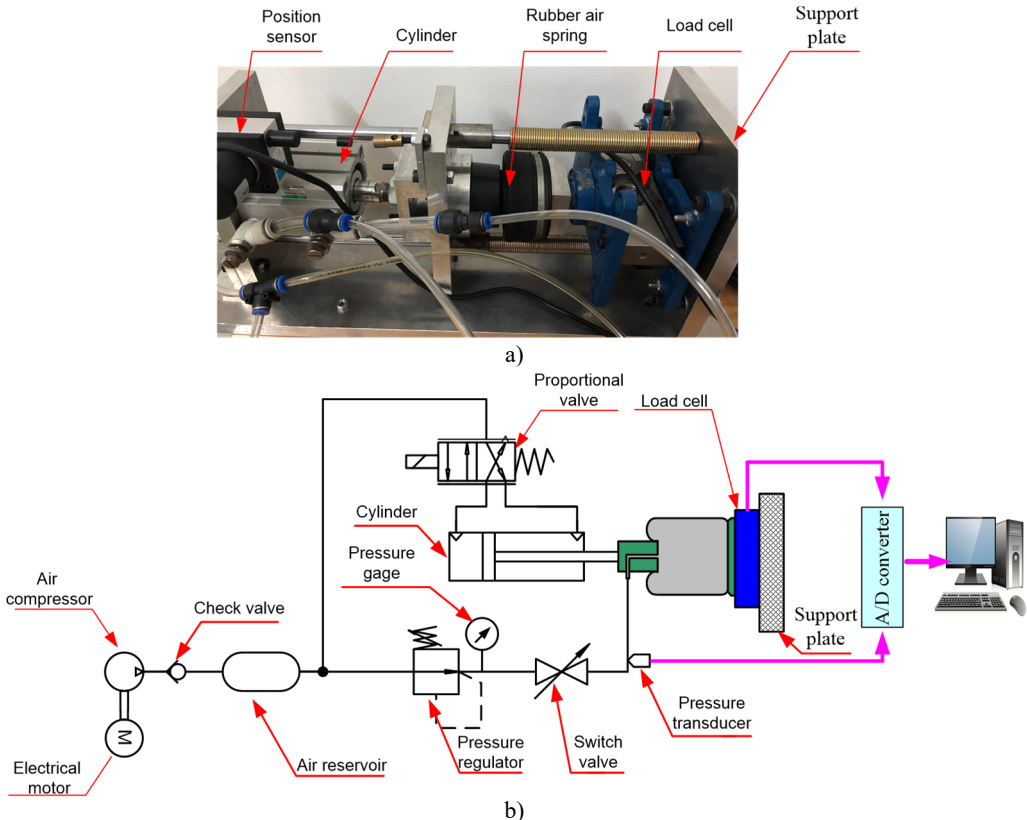 Position
sensor
Cylinder
Rubber air
spring
Load cell
Support
plate
a)
Proportional
valve
Load cell
Cylinder
Pressure
gage
Air
compressor
Check valve
A/D converter
Support
plate
M
Electrical
motor
Air reservoir
Pressure
regulator
Switch
valve
Pressure
transducer
b)